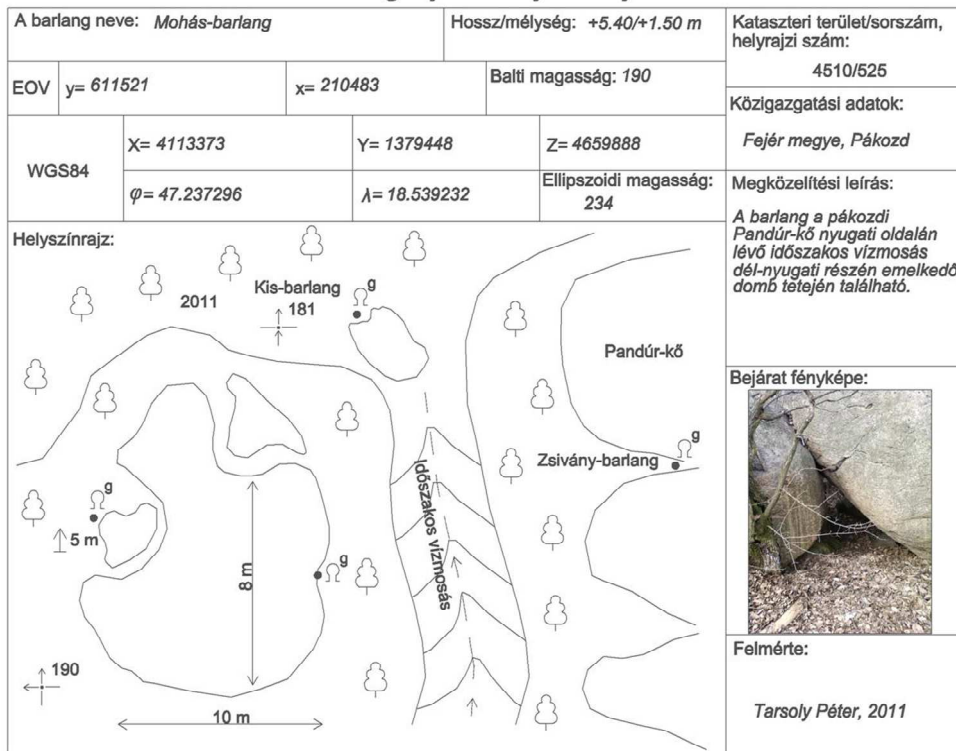 A barlang neve: Mohás-barlang
Hossz/mélység: +5.40/+1.50 m
Kataszteri terület/sorszám,
helyrajzi szám:
4510/525
EOV
y= 611521
x= 210483
Balti magasság: 190
Közigazgatási adatok:
Fejér megye, Pákozd
WGS84
X= 4113373
Y= 1379448
Z= 4659888
φ= 47.237296
λ= 18.539232
Ellipszoidi magasság:
234
Megközelítési leírás:
A barlang a pákozdi
Pandúr-kő nyugati oldalán
lévő időszakos vízmosás
dél-nyugati részén emelkedő
domb tetején található.
Helyszínrajz:
2011
Kis-barlang
g
181
Pandúr-kő
Zsivány-barlang
g
Időszakos vízmosás
g
5 m
8 m
g
190
10 m
Bejárat fényképe:
Felmérte:
Tarsoly Péter, 2011